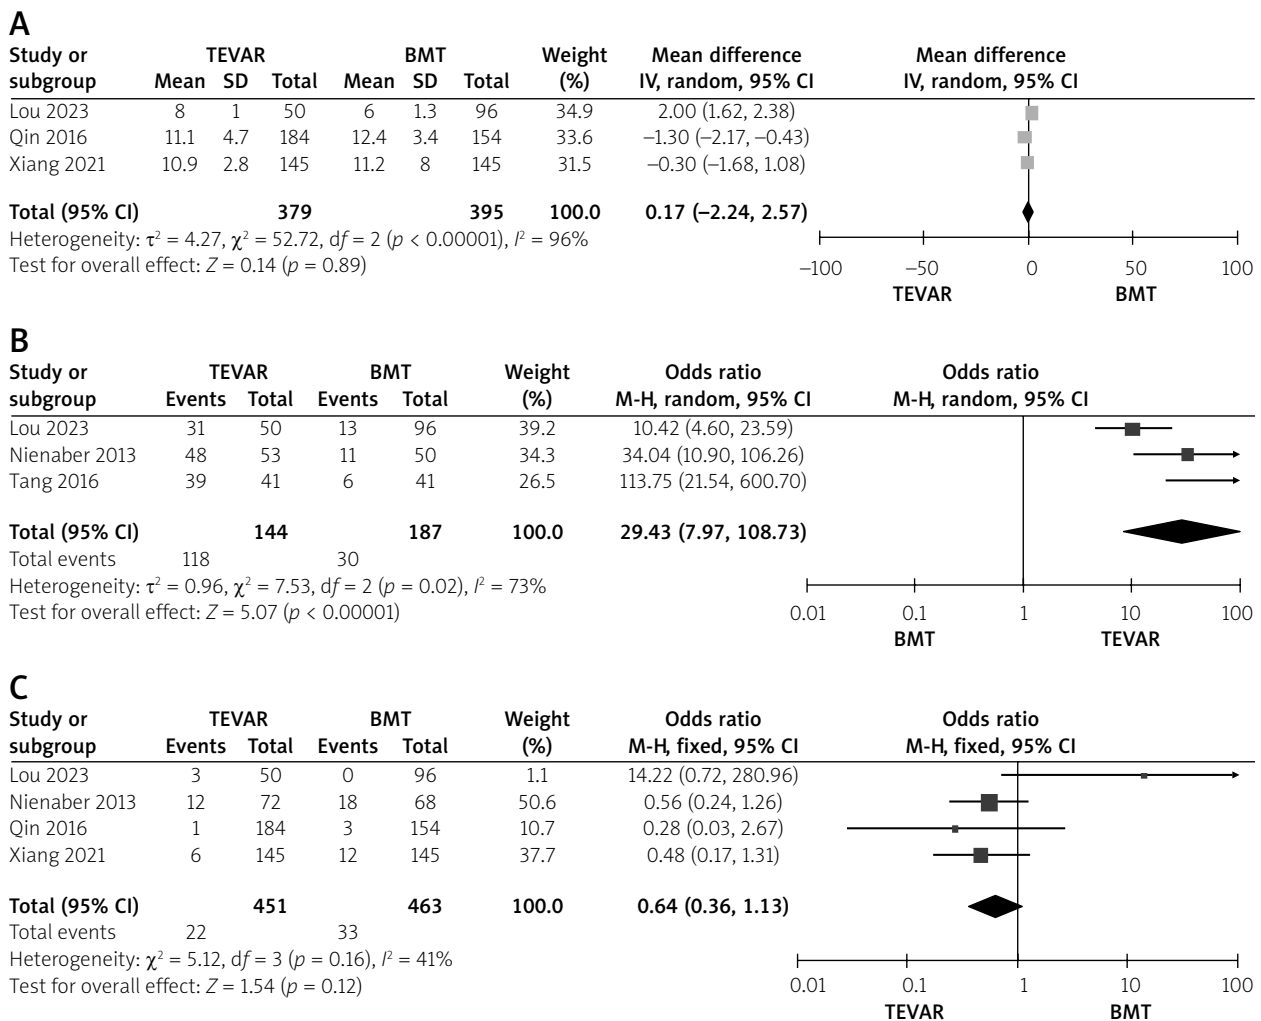 A
Study or TEVAR BMT Weight Mean difference Mean difference
subgroup Mean SD Total Mean SD Total (%) IV, random, 95% CI IV, random, 95% CI
Lou 2023 8 1 50 6 1.3 96 34.9 2.00 (1.62, 2.38)
Qin 2016 11.1 4.7 184 12.4 3.4 154 33.6 −1.30 (−2.17, −0.43)
Xiang 2021 10.9 2.8 145 11.2 8 145 31.5 −0.30 (−1.68, 1.08)
Total (95% CI) 379 395 100.0 0.17 (−2.24, 2.57)
Heterogeneity: τ² = 4.27, χ² = 52.72, df = 2 (p < 0.00001), I² = 96%
Test for overall effect: Z = 0.14 (p = 0.89)
−100 −50 0 50 100
TEVAR BMT
B
Study or TEVAR BMT Weight Odds ratio Odds ratio
subgroup Events Total Events Total (%) M-H, random, 95% CI M-H, random, 95% CI
Lou 2023 31 50 13 96 39.2 10.42 (4.60, 23.59)
Nienaber 2013 48 53 11 50 34.3 34.04 (10.90, 106.26)
Tang 2016 39 41 6 41 26.5 113.75 (21.54, 600.70)
Total (95% CI) 144 187 100.0 29.43 (7.97, 108.73)
Total events 118 30
Heterogeneity: τ² = 0.96, χ² = 7.53, df = 2 (p = 0.02), I² = 73%
Test for overall effect: Z = 5.07 (p < 0.00001)
0.01 0.1 1 10 100
BMT TEVAR
C
Study or TEVAR BMT Weight Odds ratio Odds ratio
subgroup Events Total Events Total (%) M-H, fixed, 95% CI M-H, fixed, 95% CI
Lou 2023 3 50 0 96 1.1 14.22 (0.72, 280.96)
Nienaber 2013 12 72 18 68 50.6 0.56 (0.24, 1.26)
Qin 2016 1 184 3 154 10.7 0.28 (0.03, 2.67)
Xiang 2021 6 145 12 145 37.7 0.48 (0.17, 1.31)
Total (95% CI) 451 463 100.0 0.64 (0.36, 1.13)
Total events 22 33
Heterogeneity: χ² = 5.12, df = 3 (p = 0.16), I² = 41%
Test for overall effect: Z = 1.54 (p = 0.12)
0.01 0.1 1 10 100
TEVAR BMT